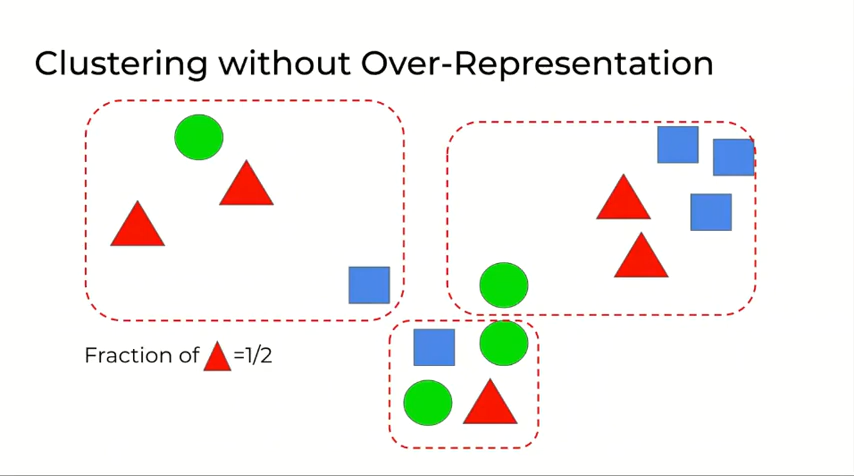 Clustering without Over-Representation
Fraction of =1/2